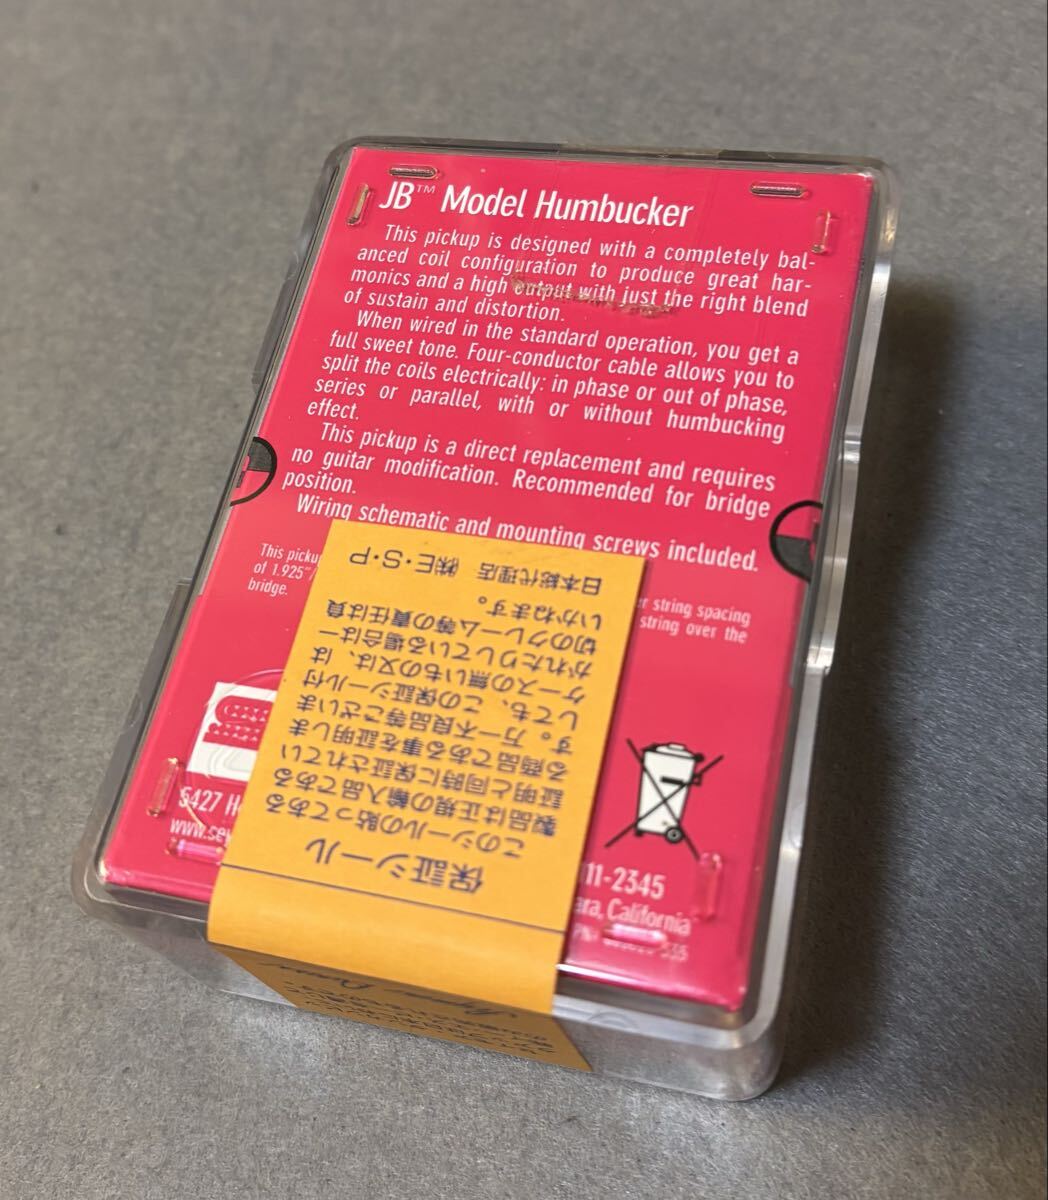 JB™ Model Humbucker
This pickup is designed with a completely bal-
anced coil configuration to produce great har-
monics and a high output with just the right blend
of sustain and distortion.
When wired in the standard operation, you get a
full sweet tone. Four-conductor cable allows you to
split the coils electrically: in phase or out of phase,
series or parallel, with or without humbucking
effect.
This pickup is a direct replacement and requires
no guitar modification. Recommended for bridge
position.
Wiring schematic and mounting screws included.
This
string spacing
of 1.925"/
string over the
bridge.
5427
11-2345
California
保証シール
このシールの貼ってある
製品は正規の輸入品である
証明と同時に保証されてい
る商品である事を証明しま
す。万一不良品等ございま
しても、この保証シール付
ケースの無いもの又は、は
がれたりしている場合は一
切のクレーム等の責任は負
いかねます。
日本総代理店 ㈱E・S・P